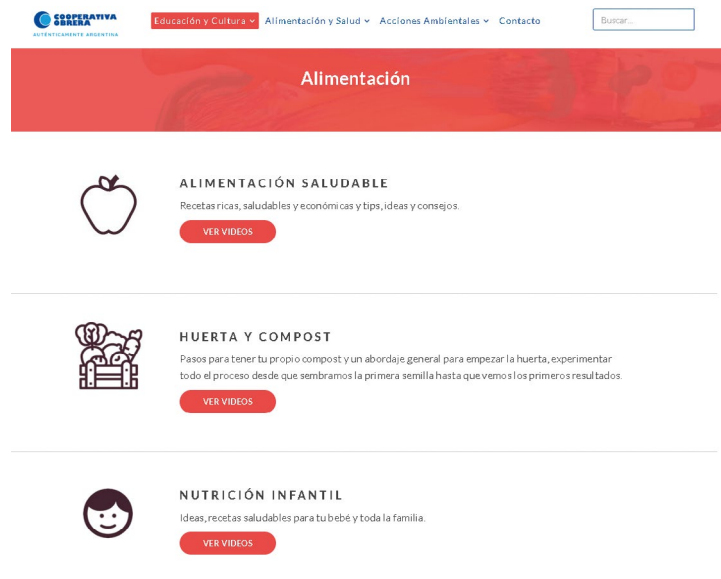 COOPERATIVA
OBRERA
AUTÉNTICAMENTE ARGENTINA
Educación y Cultura
Alimentación y Salud
Acciones Ambientales
Contacto
Buscar...
Alimentación
ALIMENTACIÓN SALUDABLE
Recetas ricas, saludables y económicas y tips, ideas y consejos.
VER VIDEOS
HUERTA Y COMPOST
Pasos para tener tu propio compost y un abordaje general para empezar la huerta, experimentar
todo el proceso desde que sembramos la primera semilla hasta que vemos los primeros resultados.
VER VIDEOS
NUTRICIÓN INFANTIL
Ideas, recetas saludables para tu bebé y toda la familia.
VER VIDEOS